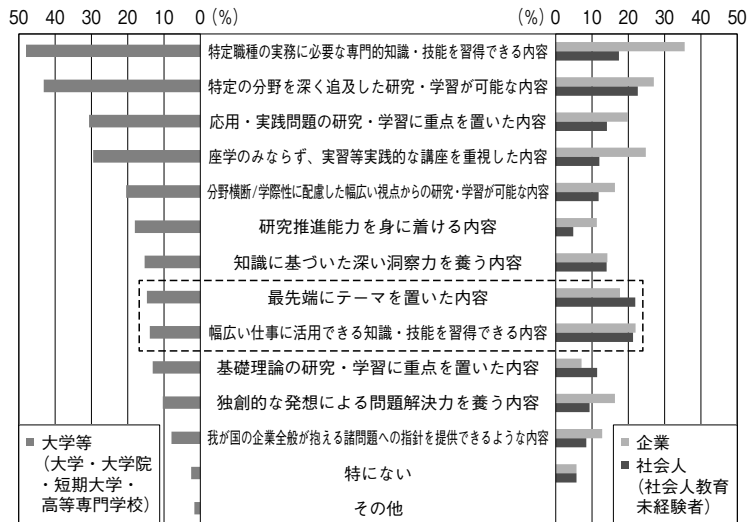 50 40 30 20 10 0 (%)
(%) 0 10 20 30 40 50
特定職種の実務に必要な専門的知識・技能を習得できる内容
特定の分野を深く追及した研究・学習が可能な内容
応用・実践問題の研究・学習に重点を置いた内容
座学のみならず、実習等実践的な講座を重視した内容
分野横断/学際性に配慮した幅広い視点からの研究・学習が可能な内容
研究推進能力を身に着ける内容
知識に基づいた深い洞察力を養う内容
最先端にテーマを置いた内容
幅広い仕事に活用できる知識・技能を習得できる内容
基礎理論の研究・学習に重点を置いた内容
独創的な発想による問題解決力を養う内容
我が国の企業全般が抱える諸問題への指針を提供できるような内容
特にない
その他
大学等
(大学・大学院
・短期大学・
高等専門学校)
企業
社会人
(社会人教育
未経験者)